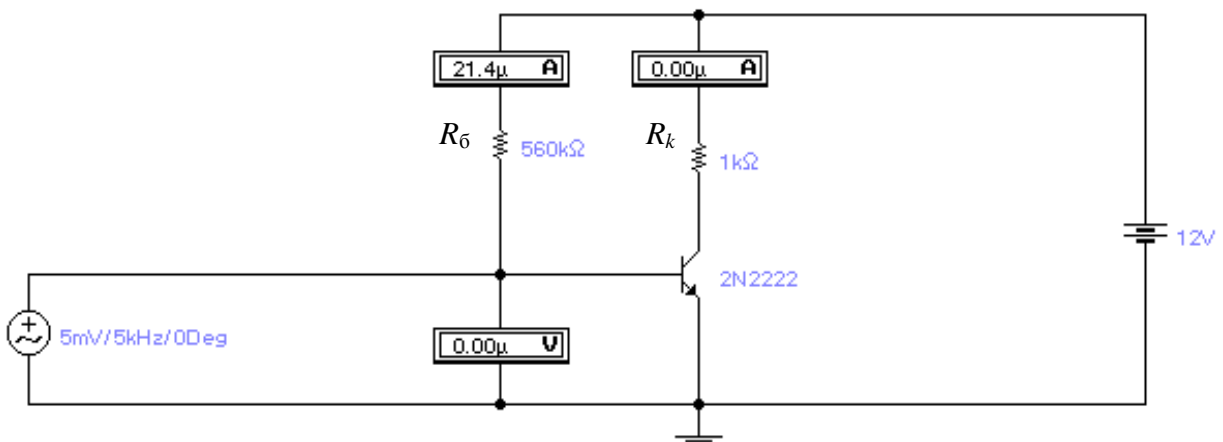 21.4µ A
0.00µ A
Rб
560kΩ
Rk
1kΩ
12V
2N2222
5mV/5kHz/0Deg
0.00µ V